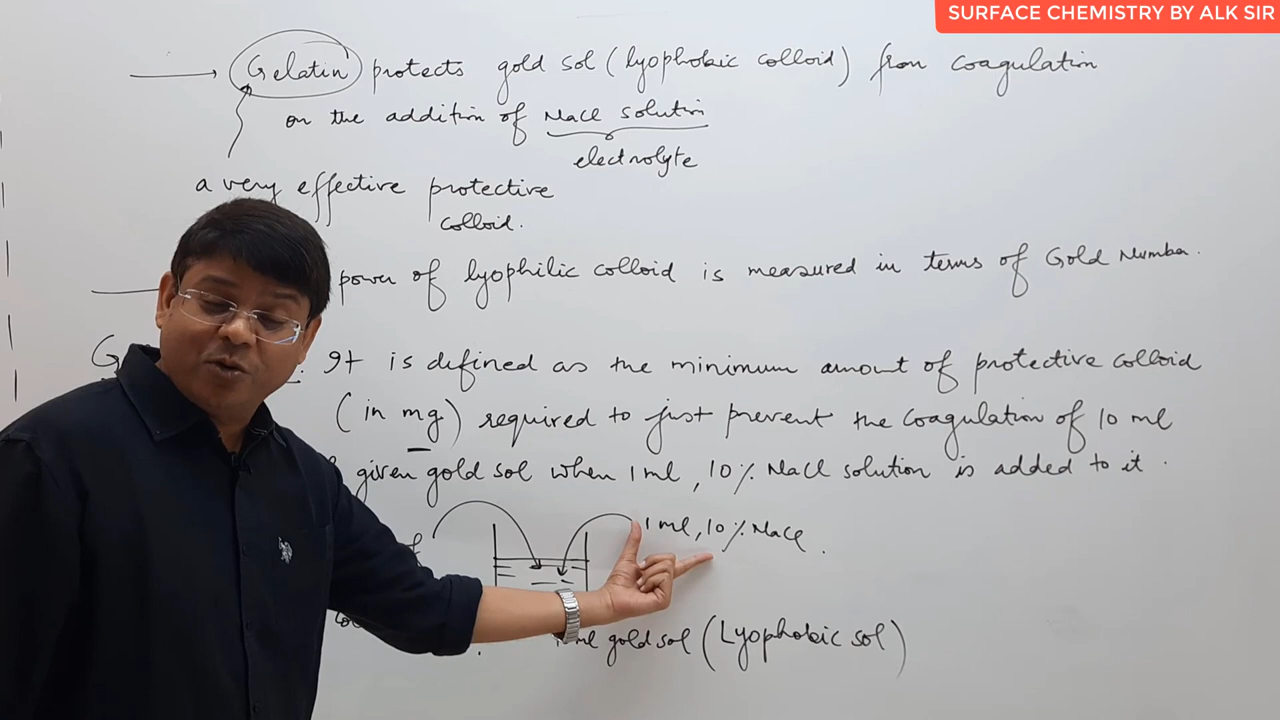 SURFACE CHEMISTRY BY ALK SIR
→ Gelatin protects gold sol (lyophobic colloid) from coagulation
on the addition of NaCl solution
electrolyte
a very effective protective
colloid.
power of lyophilic colloid is measured in terms of Gold Number.
G : It is defined as the minimum amount of protective colloid
(in mg) required to just prevent the coagulation of 10 ml
given gold sol when 1 ml, 10% NaCl solution is added to it.
1 ml, 10% NaCl.
ml gold sol (Lyophobic sol)